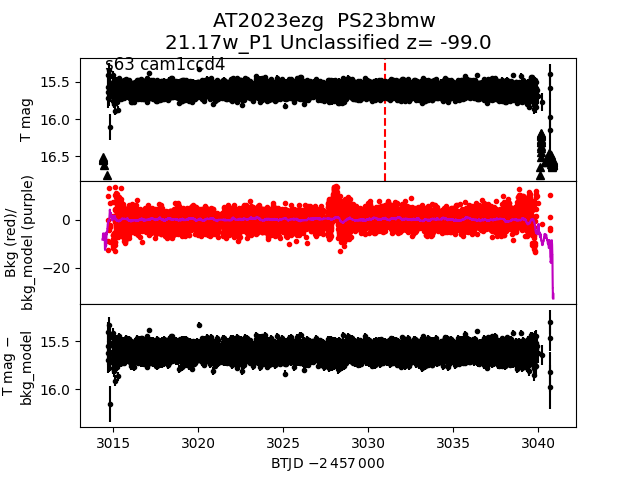 AT2023ezg  PS23bmw
21.17w_P1 Unclassified z= -99.0
s63 cam1ccd4
T mag
15.5
16.0
16.5
Bkg (red)/
bkg_model (purple)
0
−20
T mag −
bkg_model
15.5
16.0
3015 3020 3025 3030 3035 3040
BTJD −2 457 000